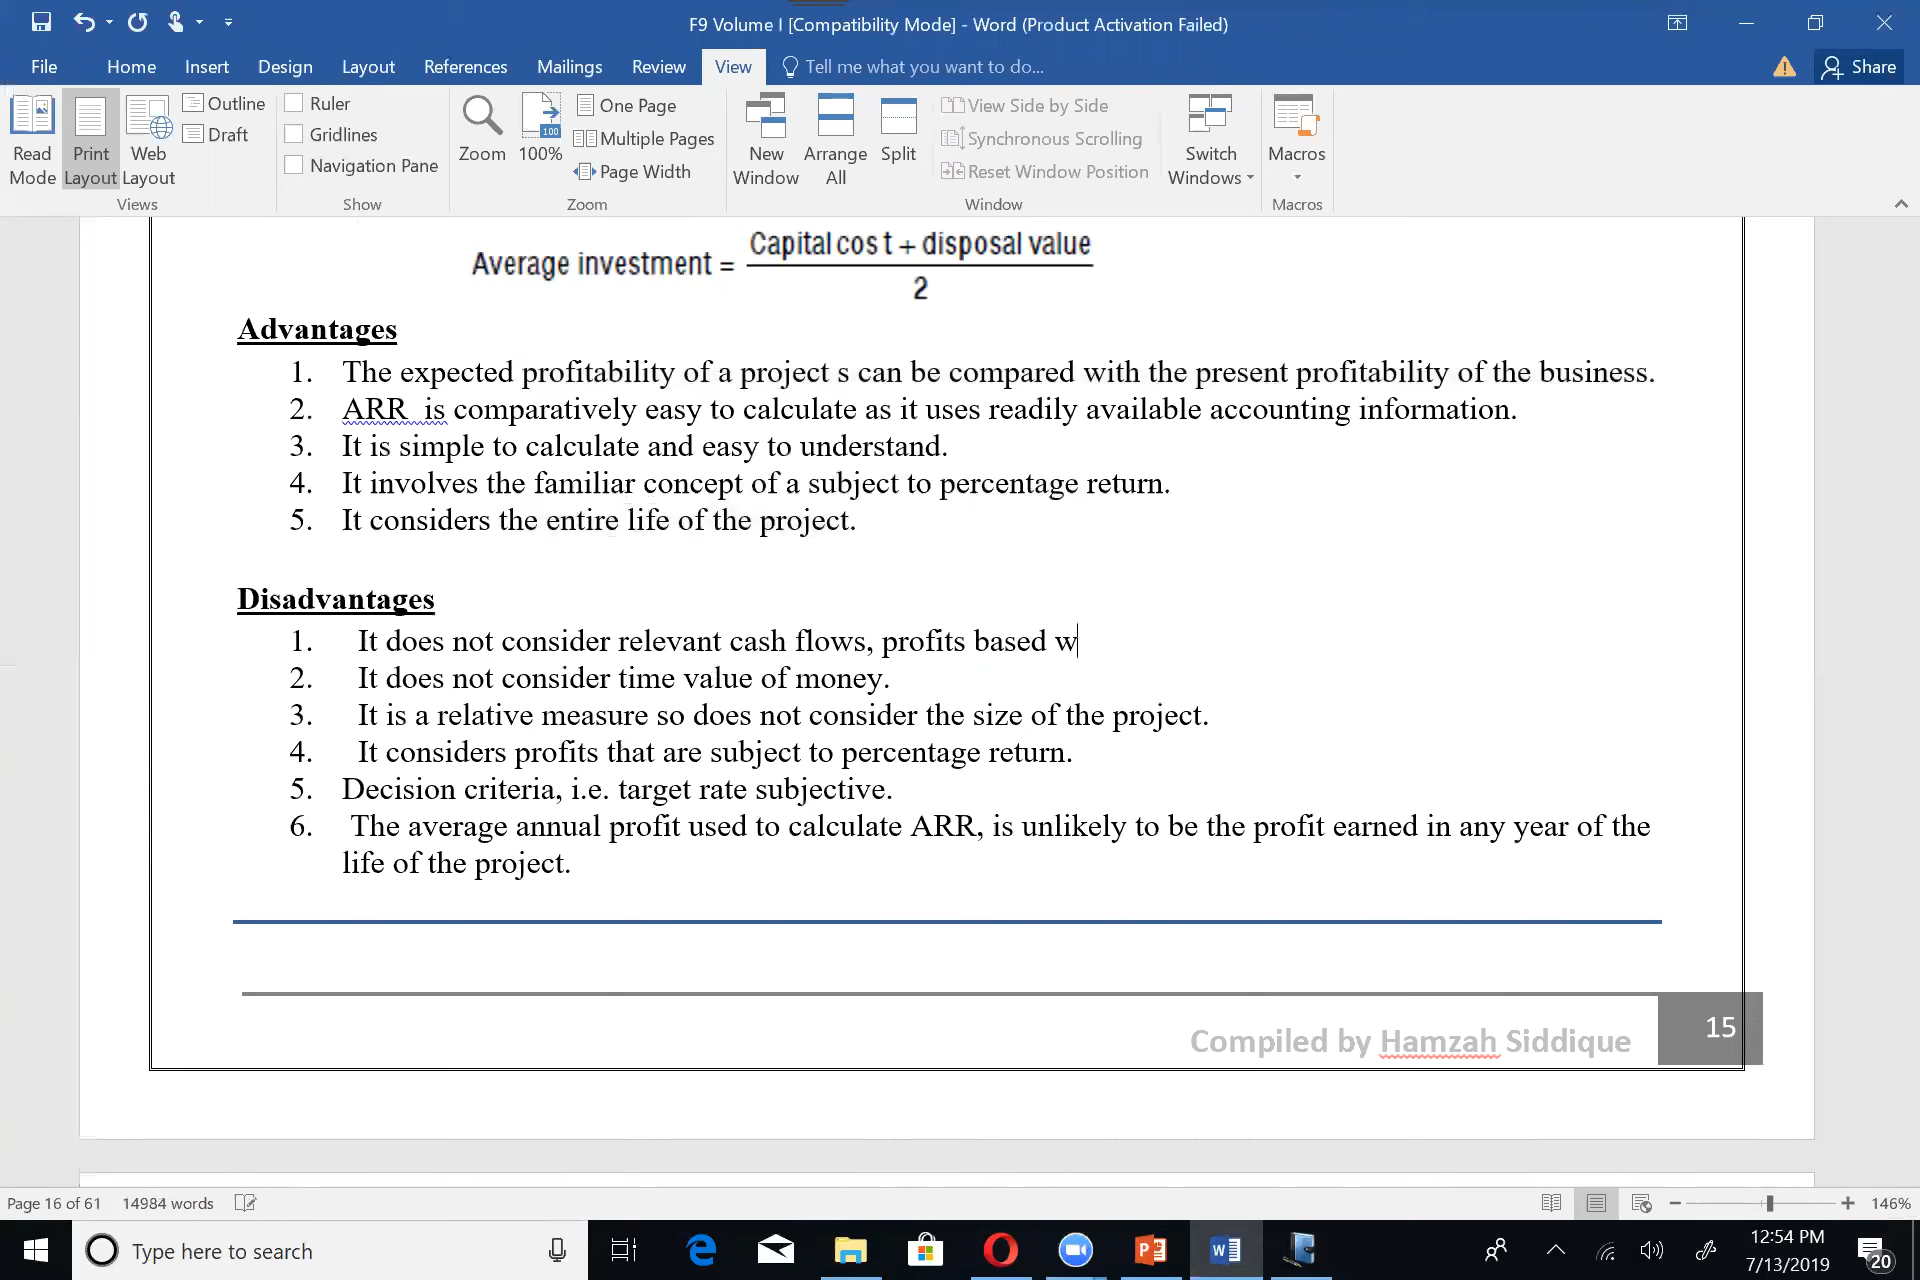 F9 Volume I [Compatibility Mode] - Word (Product Activation Failed)
File Home Insert Design Layout References Mailings Review View Tell me what you want to do... Share
Read Mode
Print Layout
Web Layout
Outline
Draft
Views
Ruler
Gridlines
Navigation Pane
Show
Zoom
100
100%
One Page
Multiple Pages
Page Width
Zoom
New Window
Arrange All
Split
View Side by Side
Synchronous Scrolling
Reset Window Position
Window
Switch Windows
Macros
Macros
Average investment = Capital cost + disposal value
2
Advantages
1. The expected profitability of a project s can be compared with the present profitability of the business.
2. ARR  is comparatively easy to calculate as it uses readily available accounting information.
3. It is simple to calculate and easy to understand.
4. It involves the familiar concept of a subject to percentage return.
5. It considers the entire life of the project.
Disadvantages
1. It does not consider relevant cash flows, profits based w
2. It does not consider time value of money.
3. It is a relative measure so does not consider the size of the project.
4. It considers profits that are subject to percentage return.
5. Decision criteria, i.e. target rate subjective.
6. The average annual profit used to calculate ARR, is unlikely to be the profit earned in any year of the
life of the project.
15
Compiled by Hamzah Siddique
Page 16 of 61 14984 words 146%
Type here to search
12:54 PM
7/13/2019
20